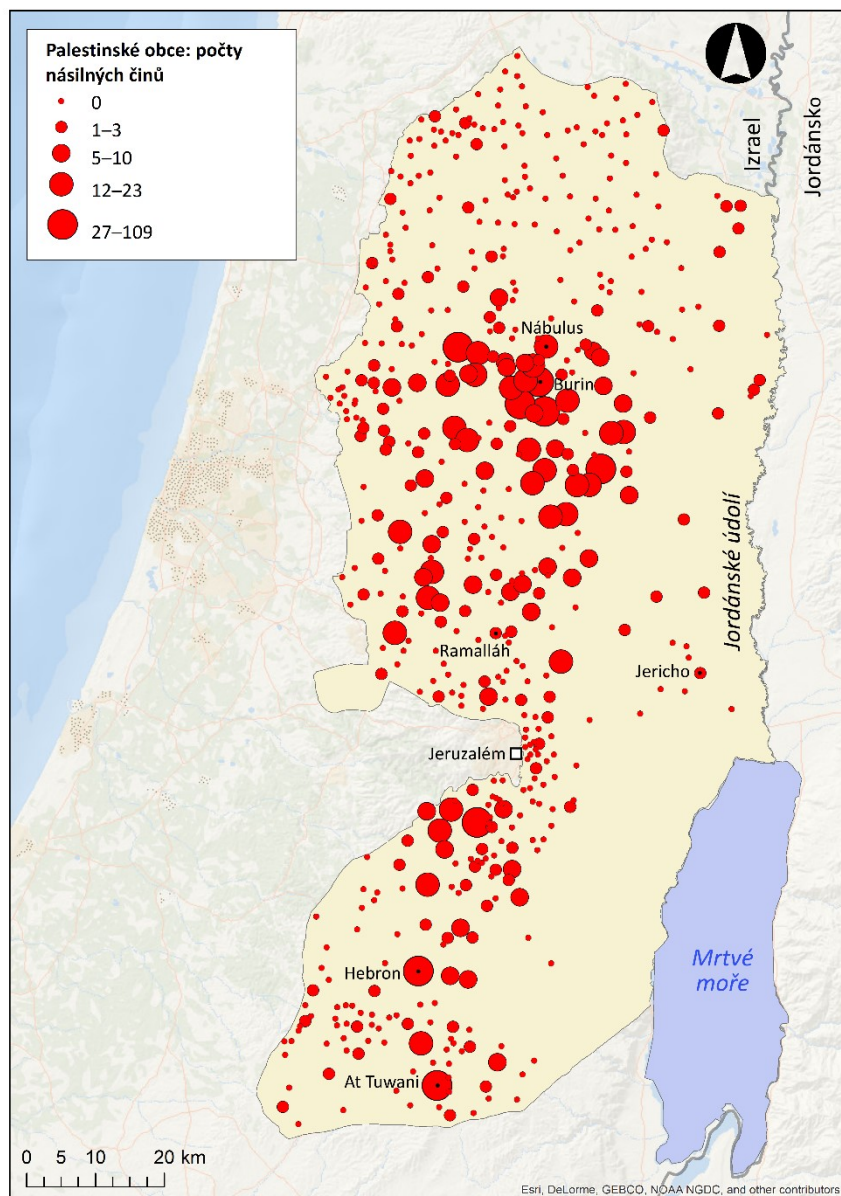 Palestinské obce: počty
násilných činů
0
1–3
5–10
12–23
27–109
Izrael
Jordánsko
Nábulus
Burin
Jordánské údolí
Ramalláh
Jericho
Jeruzalém
Mrtvé
moře
Hebron
At Tuwani
0 5 10 20 km
Esri, DeLorme, GEBCO, NOAA NGDC, and other contributors